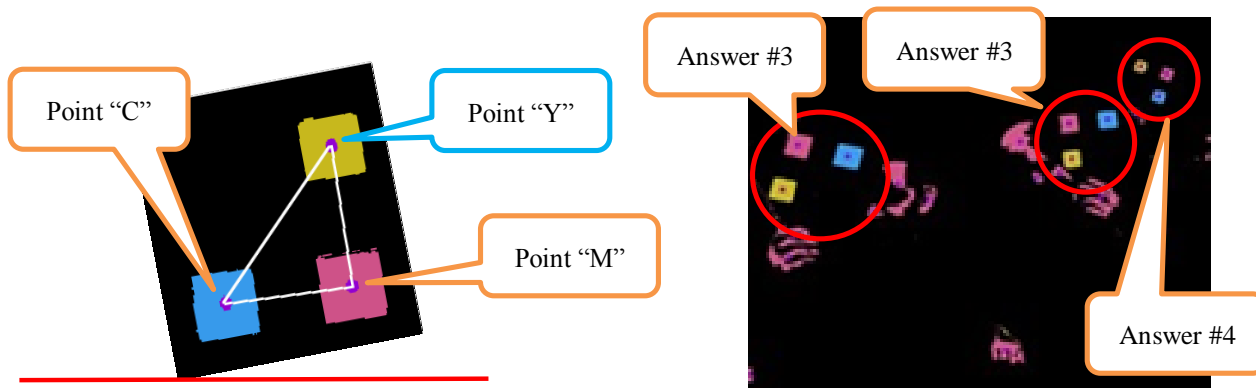 Point “C”
Point “Y”
Point “M”
Answer #3
Answer #3
Answer #4